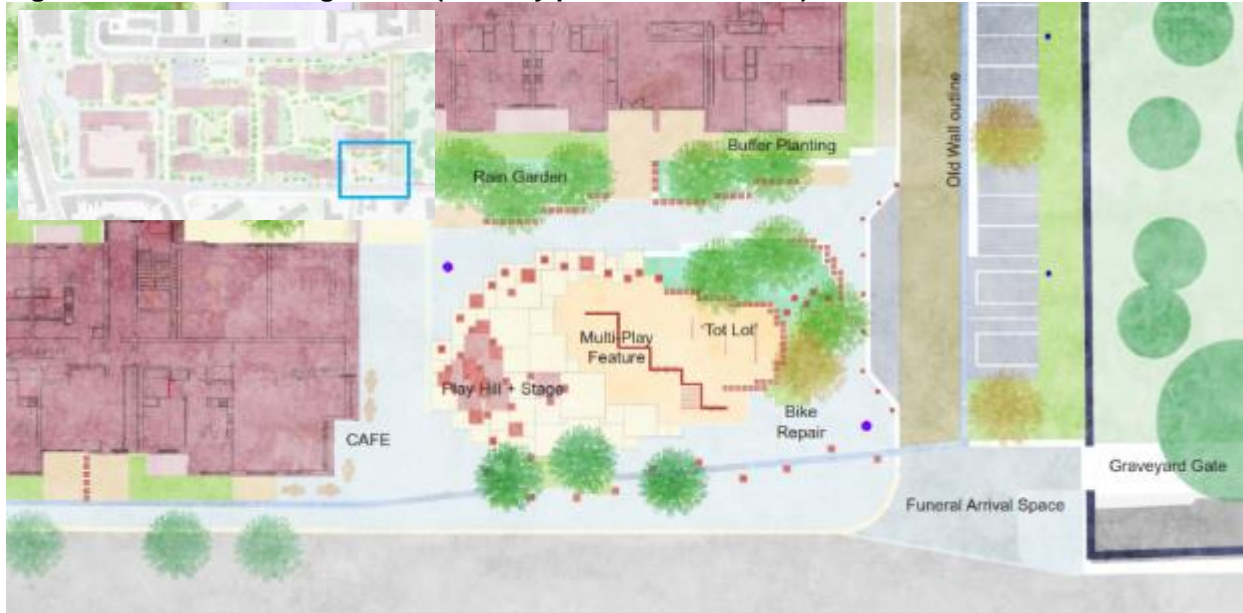 Buffer Planting
Rain Garden
Old Wall outline
'Tot Lot'
Multi-Play
Feature
Play Hill + Stage
Bike
Repair
CAFE
Graveyard Gate
Funeral Arrival Space